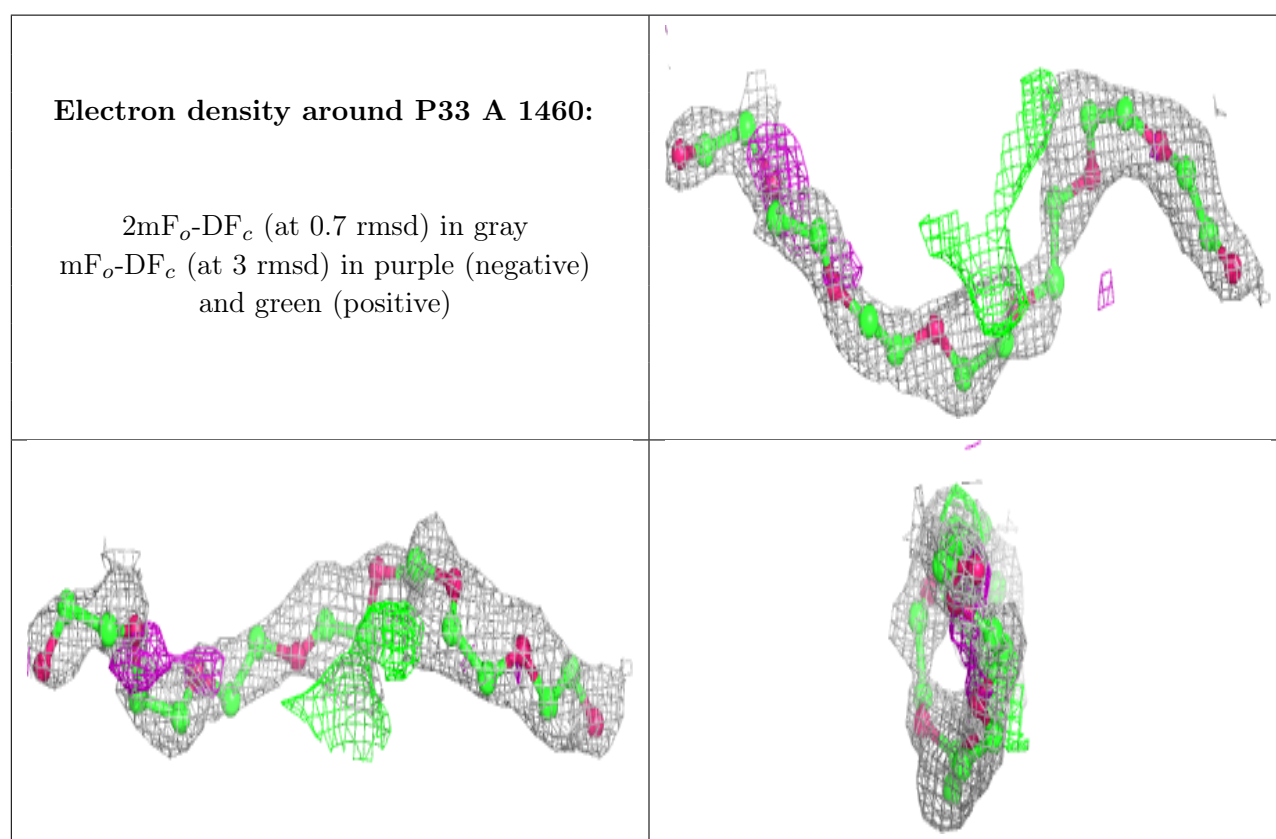 Electron density around P33 A 1460:
2mFo-DFc (at 0.7 rmsd) in gray
mFo-DFc (at 3 rmsd) in purple (negative)
and green (positive)